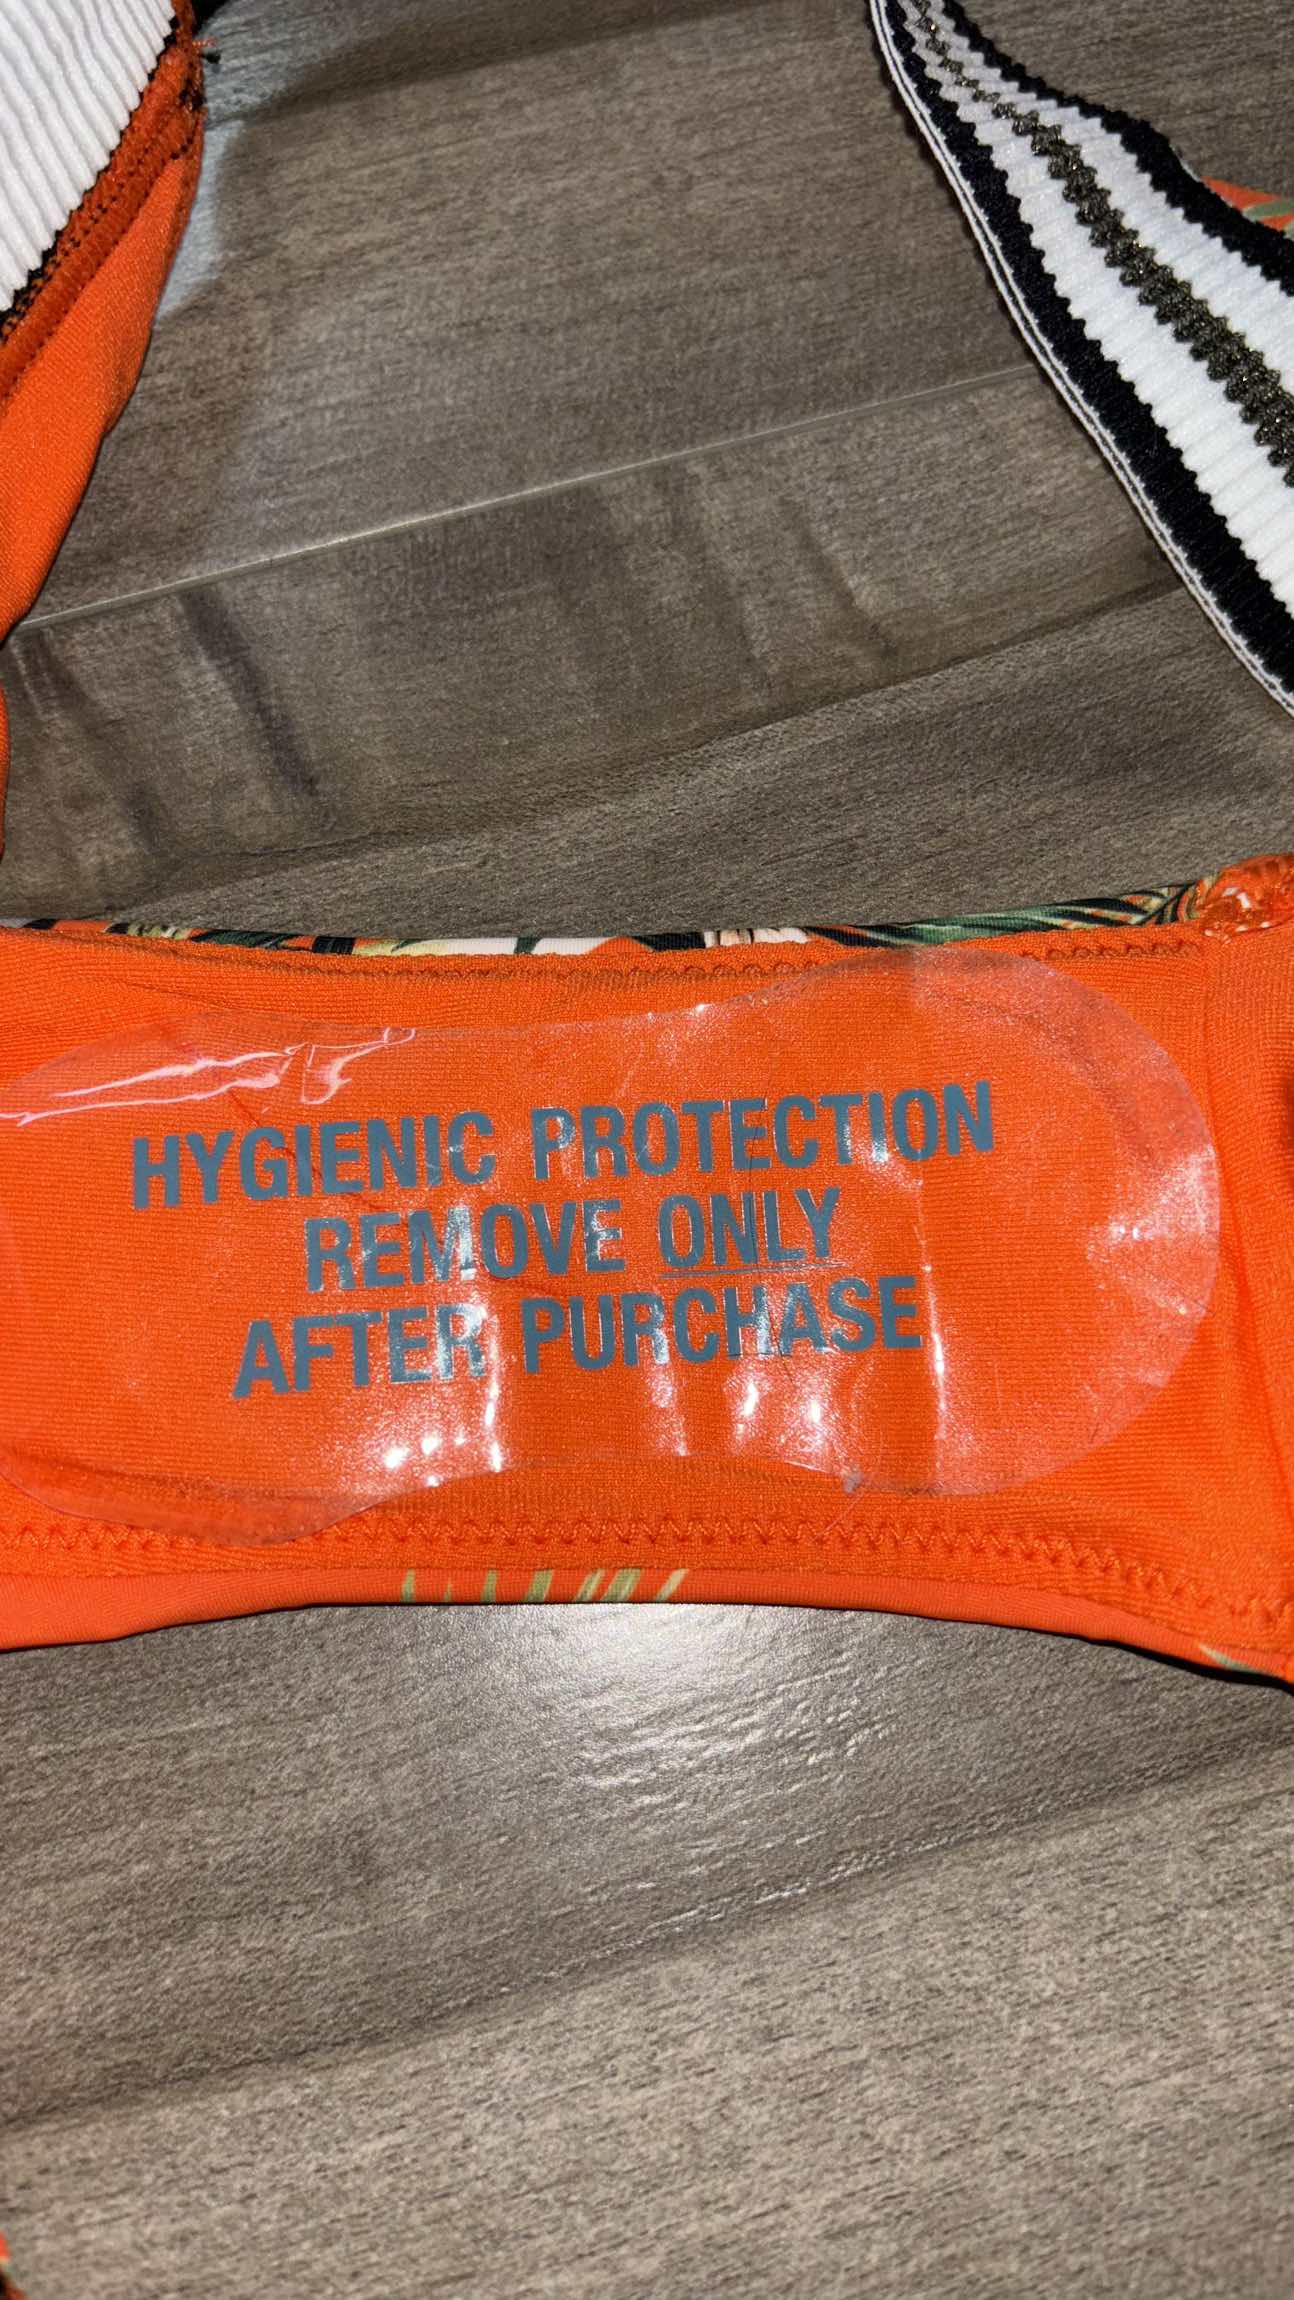 HYGIENIC PROTECTION
REMOVE ONLY
AFTER PURCHASE